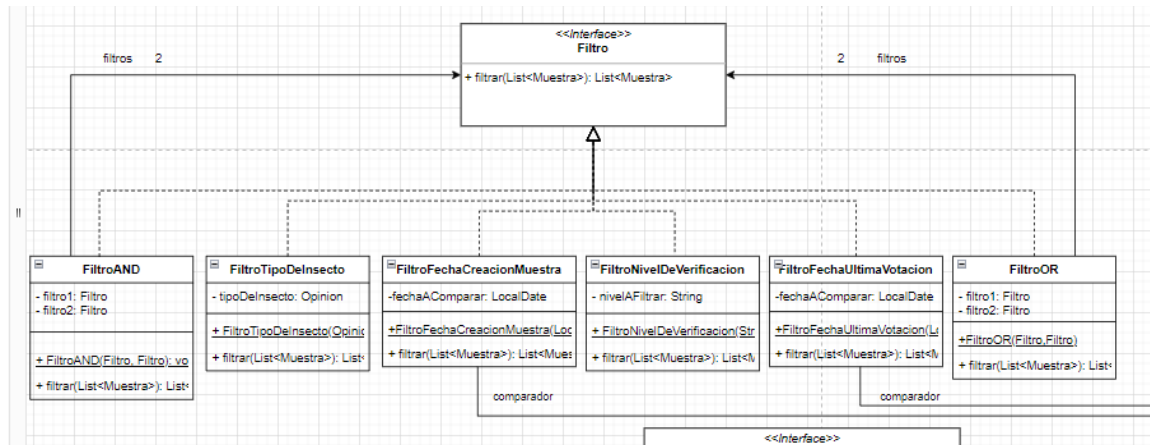 <<Interface>>
Filtro
+ filtrar(List<Muestra>): List<Muestra>
filtros 2
2 filtros
FiltroAND
- filtro1: Filtro
- filtro2: Filtro
+ FiltroAND(Filtro, Filtro): vo
+ filtrar(List<Muestra>): List<
FiltroTipoDeInsecto
- tipoDeInsecto: Opinion
+ FiltroTipoDeInsecto(Opinic
+ filtrar(List<Muestra>): List<
FiltroFechaCreacionMuestra
-fechaAComparar: LocalDate
+FiltroFechaCreacionMuestra(Loc
+ filtrar(List<Muestra>): List<Mues
FiltroNivelDeVerificacion
- nivelAFiltrar: String
+ FiltroNivelDeVerificacion(Str
+ filtrar(List<Muestra>): List<M
FiltroFechaUltimaVotacion
-fechaAComparar: LocalDate
+FiltroFechaUltimaVotacion(Lo
+ filtrar(List<Muestra>): List<M
FiltroOR
- filtro1: Filtro
- filtro2: Filtro
+FiltroOR(Filtro,Filtro)
+ filtrar(List<Muestra>): List<
comparador
comparador
<<Interface>>